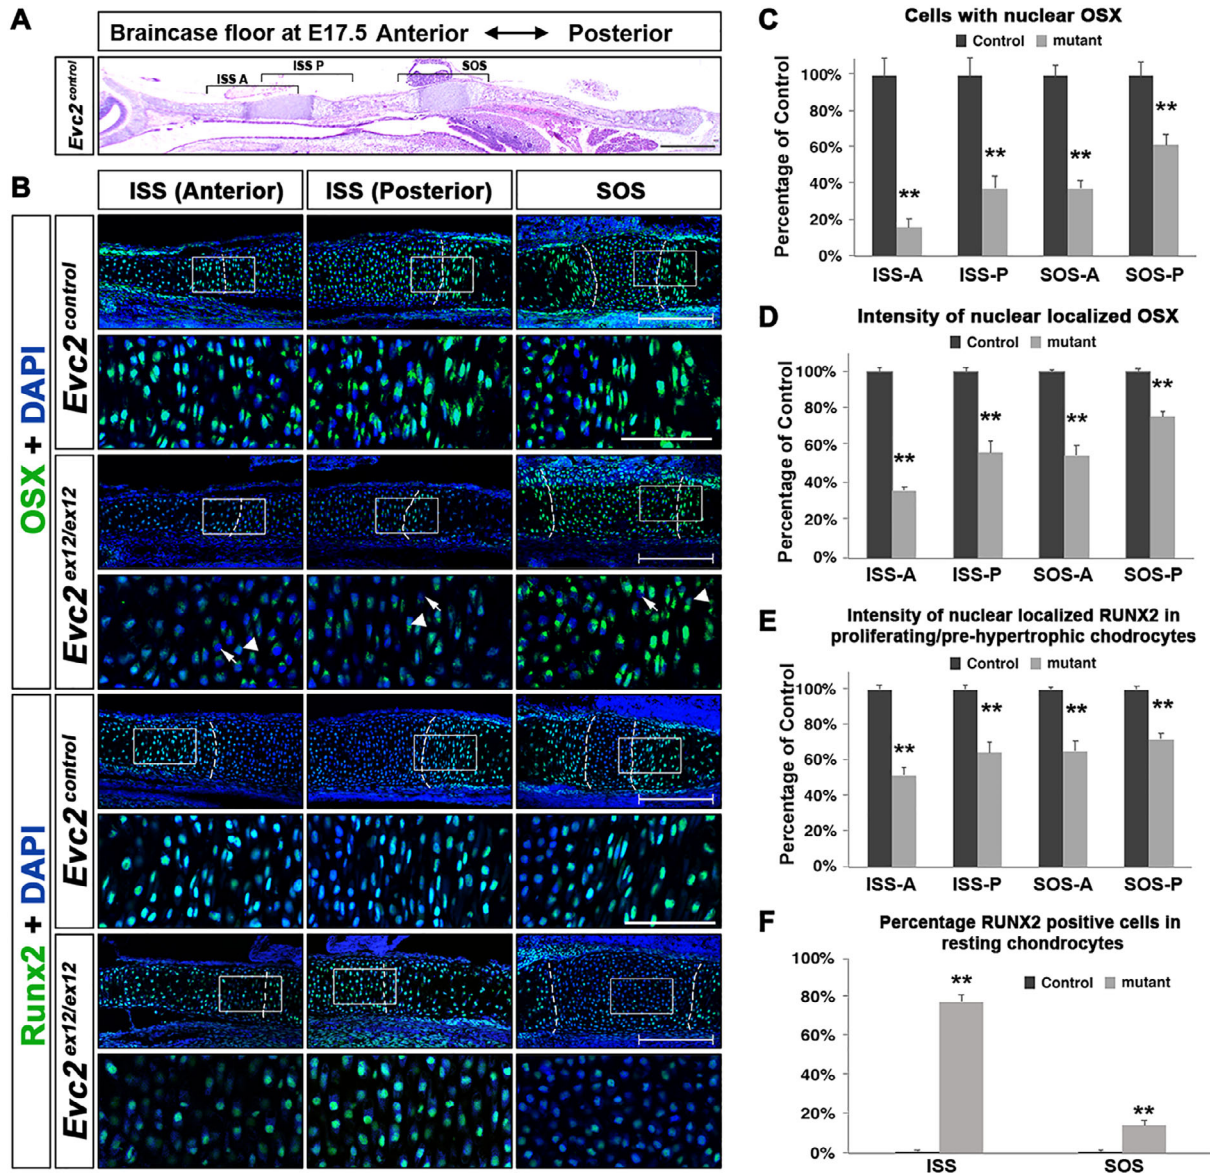 A
Braincase floor at E17.5 Anterior ↔ Posterior
Evc2 control
ISS A
ISS P
SOS
B
ISS (Anterior)
ISS (Posterior)
SOS
OSX + DAPI
Evc2 control
Evc2 ex12/ex12
Runx2 + DAPI
Evc2 control
Evc2 ex12/ex12
C
Cells with nuclear OSX
Control
mutant
Percentage of Control
100%
80%
60%
40%
20%
0%
**
**
**
**
ISS-A
ISS-P
SOS-A
SOS-P
D
Intensity of nuclear localized OSX
Control
mutant
Percentage of Control
100%
80%
60%
40%
20%
0%
**
**
**
**
ISS-A
ISS-P
SOS-A
SOS-P
E
Intensity of nuclear localized RUNX2 in
proliferating/pre-hypertrophic chodrocytes
Control
mutant
Percentage of Control
100%
80%
60%
40%
20%
0%
**
**
**
**
ISS-A
ISS-P
SOS-A
SOS-P
F
Percentage RUNX2 positive cells in
resting chondrocytes
Control
mutant
100%
80%
60%
40%
20%
0%
**
**
ISS
SOS